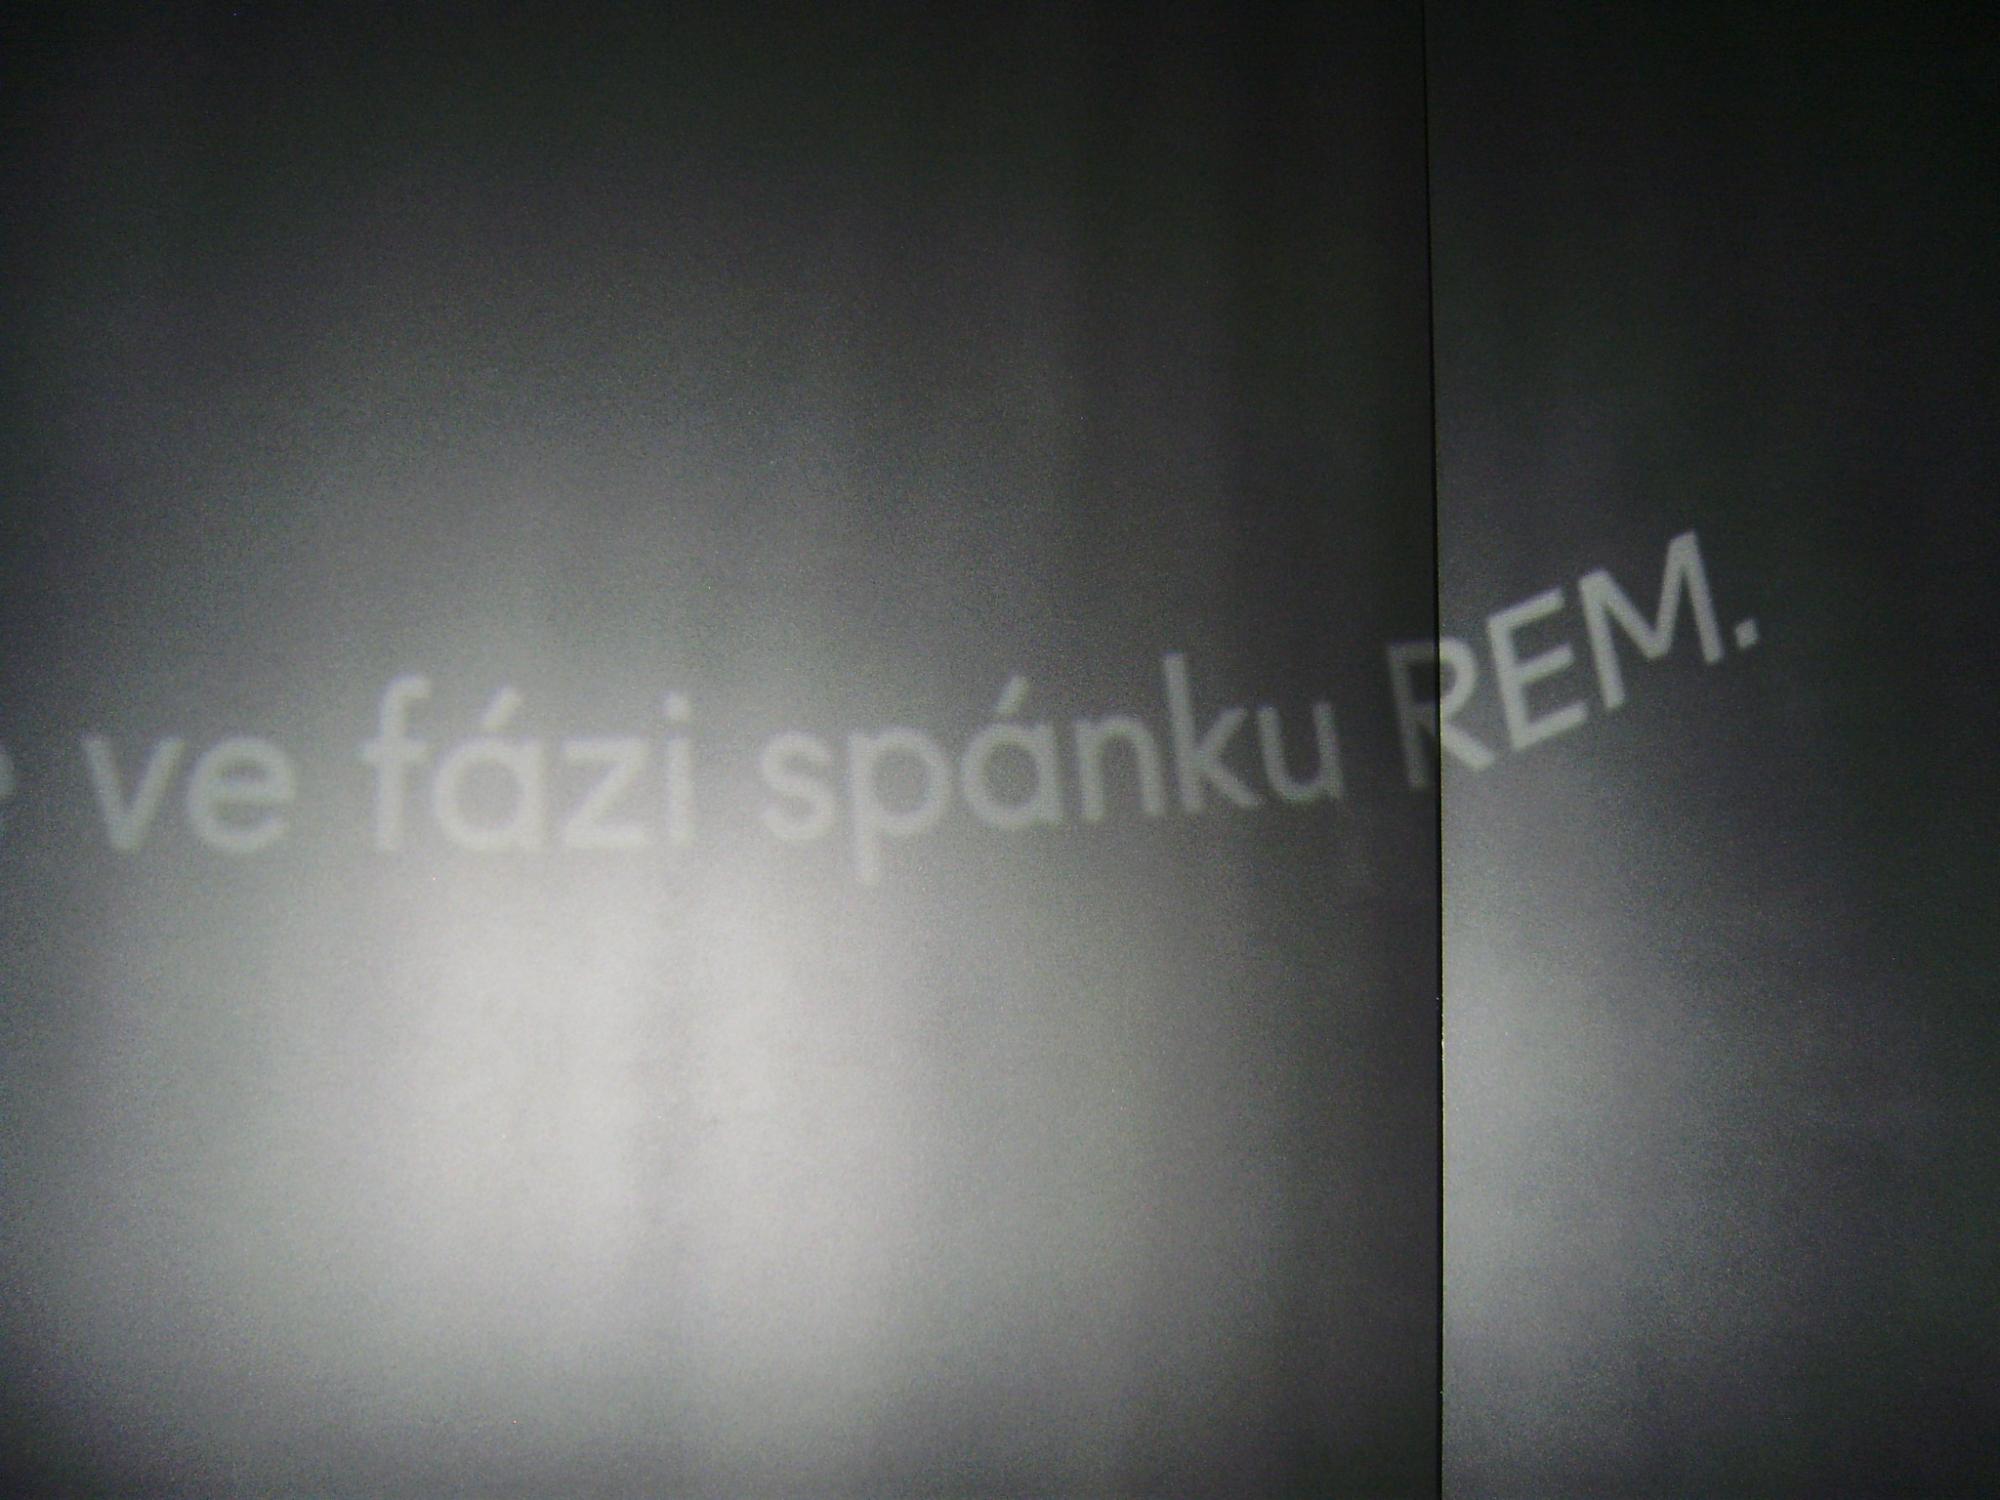 ve fázi spánku REM.